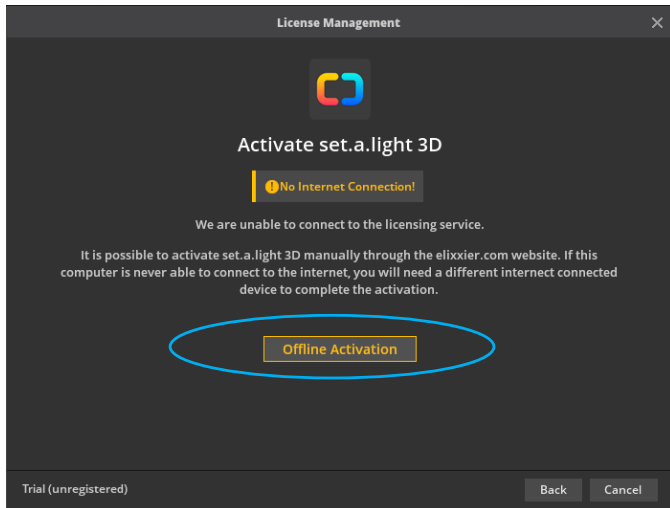 License Management
Activate set.a.light 3D
No Internet Connection!
We are unable to connect to the licensing service.
It is possible to activate set.a.light 3D manually through the elixxier.com website. If this
computer is never able to connect to the internet, you will need a different internect connected
device to complete the activation.
Offline Activation
Trial (unregistered)
Back
Cancel